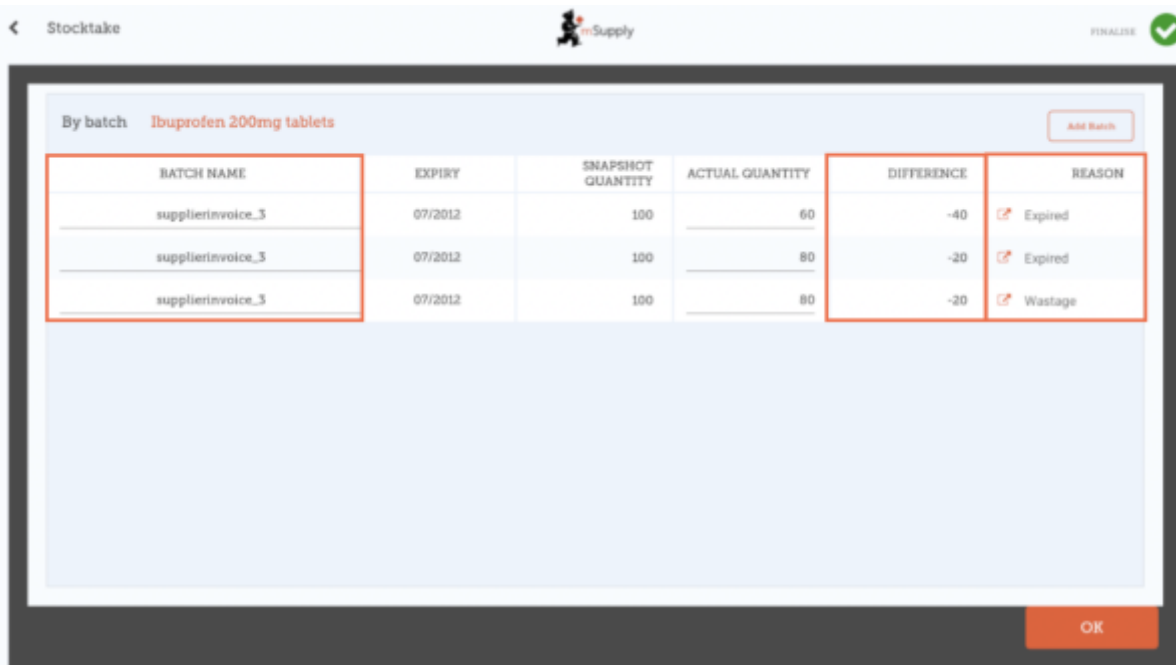 Stocktake
mSupply
FINALISE
By batch Ibuprofen 200mg tablets
Add Batch
BATCH NAME EXPIRY SNAPSHOT QUANTITY ACTUAL QUANTITY DIFFERENCE REASON
supplierinvoice_3 07/2012 100 60 -40 Expired
supplierinvoice_3 07/2012 100 80 -20 Expired
supplierinvoice_3 07/2012 100 80 -20 Wastage
OK